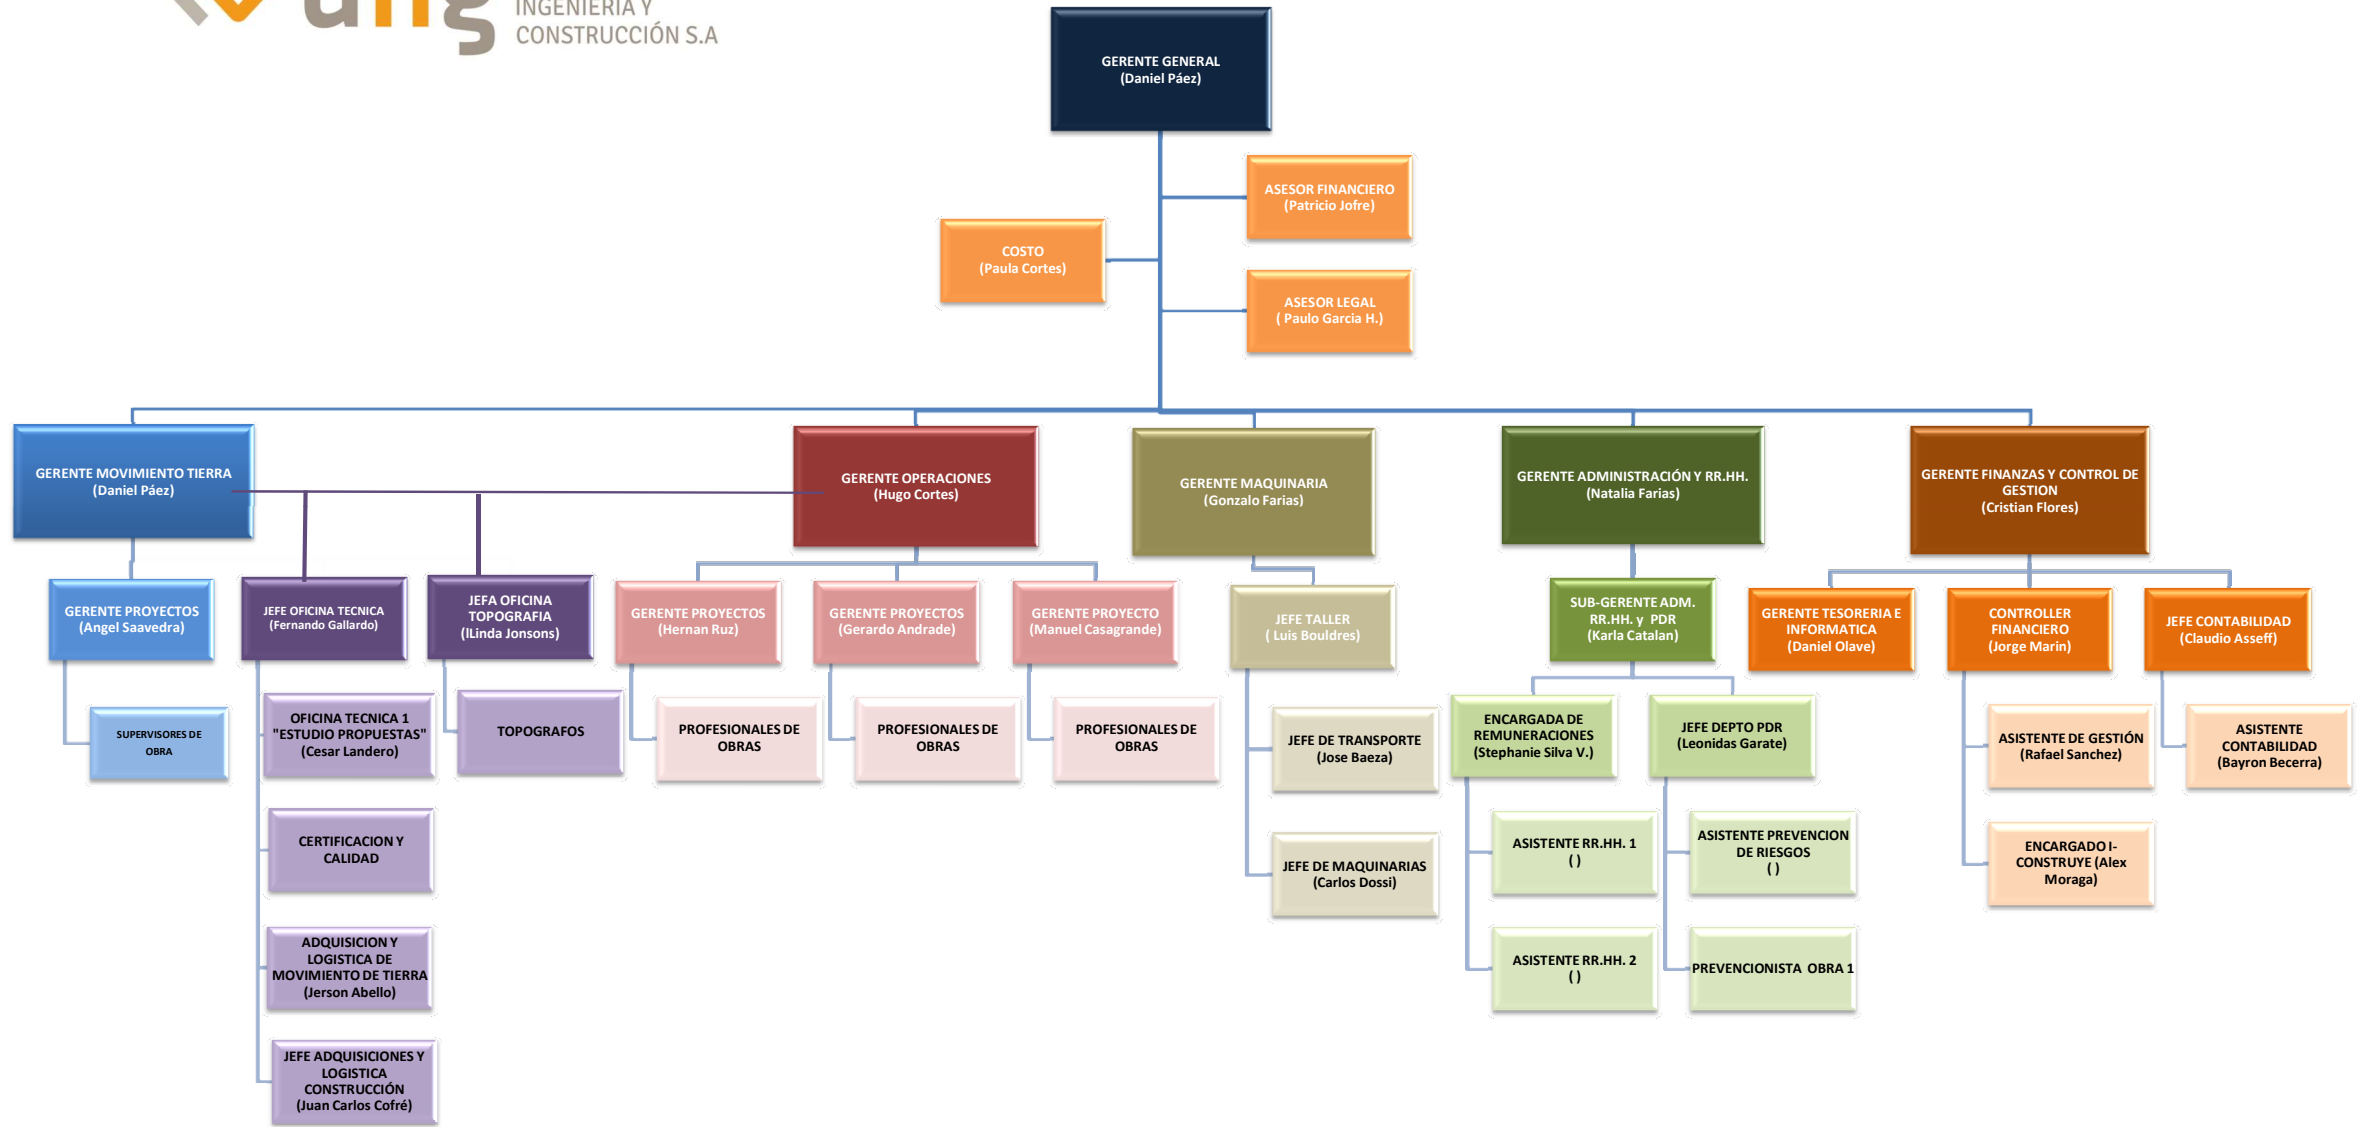 INGENIERÍA Y
CONSTRUCCIÓN S.A
GERENTE GENERAL
(Daniel Páez)
ASESOR FINANCIERO
(Patricio Jofre)
COSTO
(Paula Cortes)
ASESOR LEGAL
( Paulo Garcia H.)
GERENTE MOVIMIENTO TIERRA
(Daniel Páez)
GERENTE OPERACIONES
(Hugo Cortes)
GERENTE MAQUINARIA
(Gonzalo Farias)
GERENTE ADMINISTRACIÓN Y RR.HH.
(Natalia Farias)
GERENTE FINANZAS Y CONTROL DE
GESTION
(Cristian Flores)
GERENTE PROYECTOS
(Angel Saavedra)
JEFE OFICINA TECNICA
(Fernando Gallardo)
JEFA OFICINA
TOPOGRAFIA
(ILinda Jonsons)
GERENTE PROYECTOS
(Hernan Ruz)
GERENTE PROYECTOS
(Gerardo Andrade)
GERENTE PROYECTO
(Manuel Casagrande)
JEFE TALLER
( Luis Bouldres)
SUB-GERENTE ADM.
RR.HH. y PDR
(Karla Catalan)
GERENTE TESORERIA E
INFORMATICA
(Daniel Olave)
CONTROLLER
FINANCIERO
(Jorge Marin)
JEFE CONTABILIDAD
(Claudio Asseff)
SUPERVISORES DE
OBRA
OFICINA TECNICA 1
"ESTUDIO PROPUESTAS"
(Cesar Landero)
TOPOGRAFOS
PROFESIONALES DE
OBRAS
PROFESIONALES DE
OBRAS
PROFESIONALES DE
OBRAS
JEFE DE TRANSPORTE
(Jose Baeza)
ENCARGADA DE
REMUNERACIONES
(Stephanie Silva V.)
JEFE DEPTO PDR
(Leonidas Garate)
ASISTENTE DE GESTIÓN
(Rafael Sanchez)
ASISTENTE
CONTABILIDAD
(Bayron Becerra)
CERTIFICACION Y
CALIDAD
JEFE DE MAQUINARIAS
(Carlos Dossi)
ASISTENTE RR.HH. 1
( )
ASISTENTE PREVENCION
DE RIESGOS
( )
ENCARGADO I-
CONSTRUYE (Alex
Moraga)
ADQUISICION Y
LOGISTICA DE
MOVIMIENTO DE TIERRA
(Jerson Abello)
ASISTENTE RR.HH. 2
( )
PREVENCIONISTA OBRA 1
JEFE ADQUISICIONES Y
LOGISTICA
CONSTRUCCIÓN
(Juan Carlos Cofré)